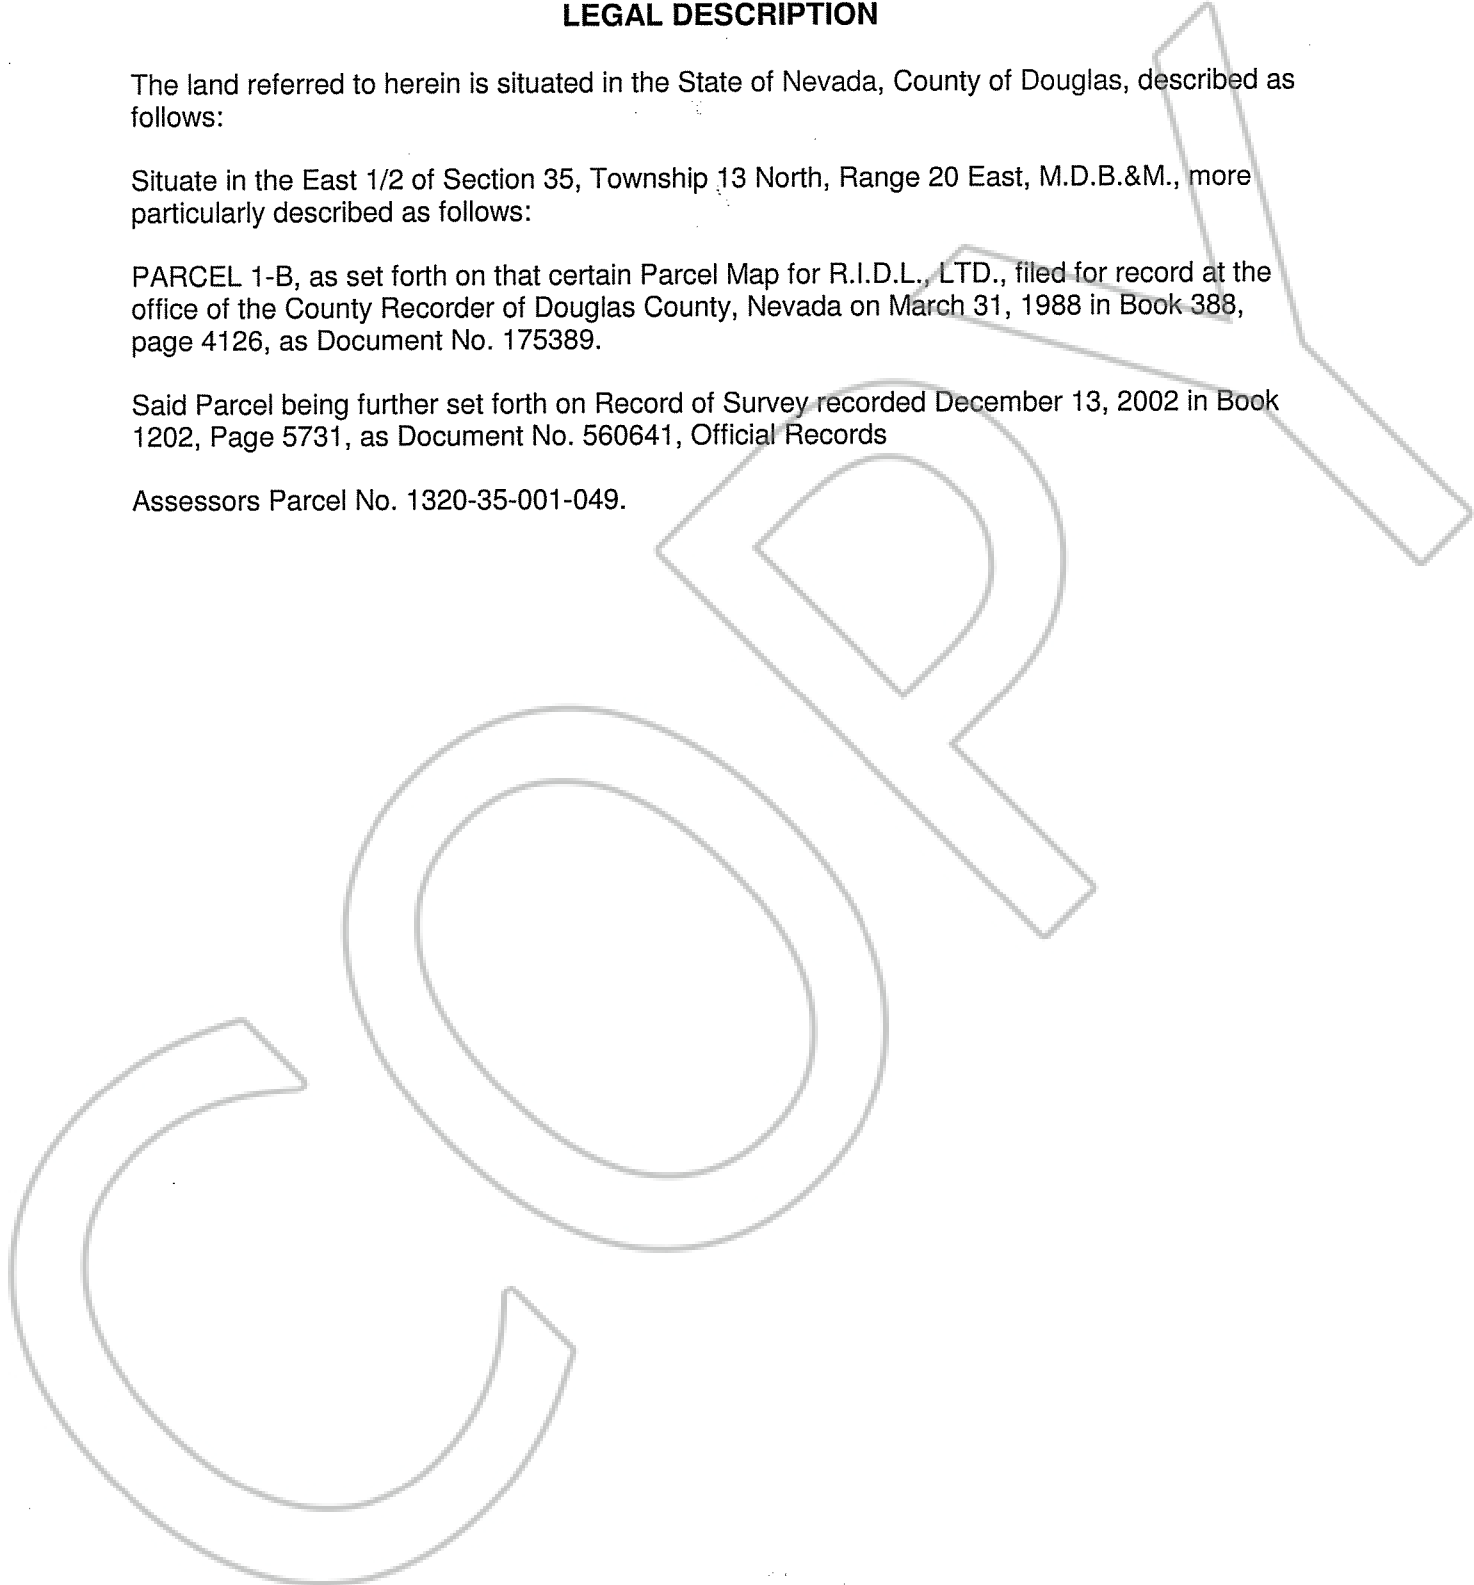 LEGAL DESCRIPTION
The land referred to herein is situated in the State of Nevada, County of Douglas, described as
follows:
Situate in the East 1/2 of Section 35, Township 13 North, Range 20 East, M.D.B.&M., more
particularly described as follows:
PARCEL 1-B, as set forth on that certain Parcel Map for R.I.D.L., LTD., filed for record at the
office of the County Recorder of Douglas County, Nevada on March 31, 1988 in Book 388,
page 4126, as Document No. 175389.
Said Parcel being further set forth on Record of Survey recorded December 13, 2002 in Book
1202, Page 5731, as Document No. 560641, Official Records
Assessors Parcel No. 1320-35-001-049.
COPY